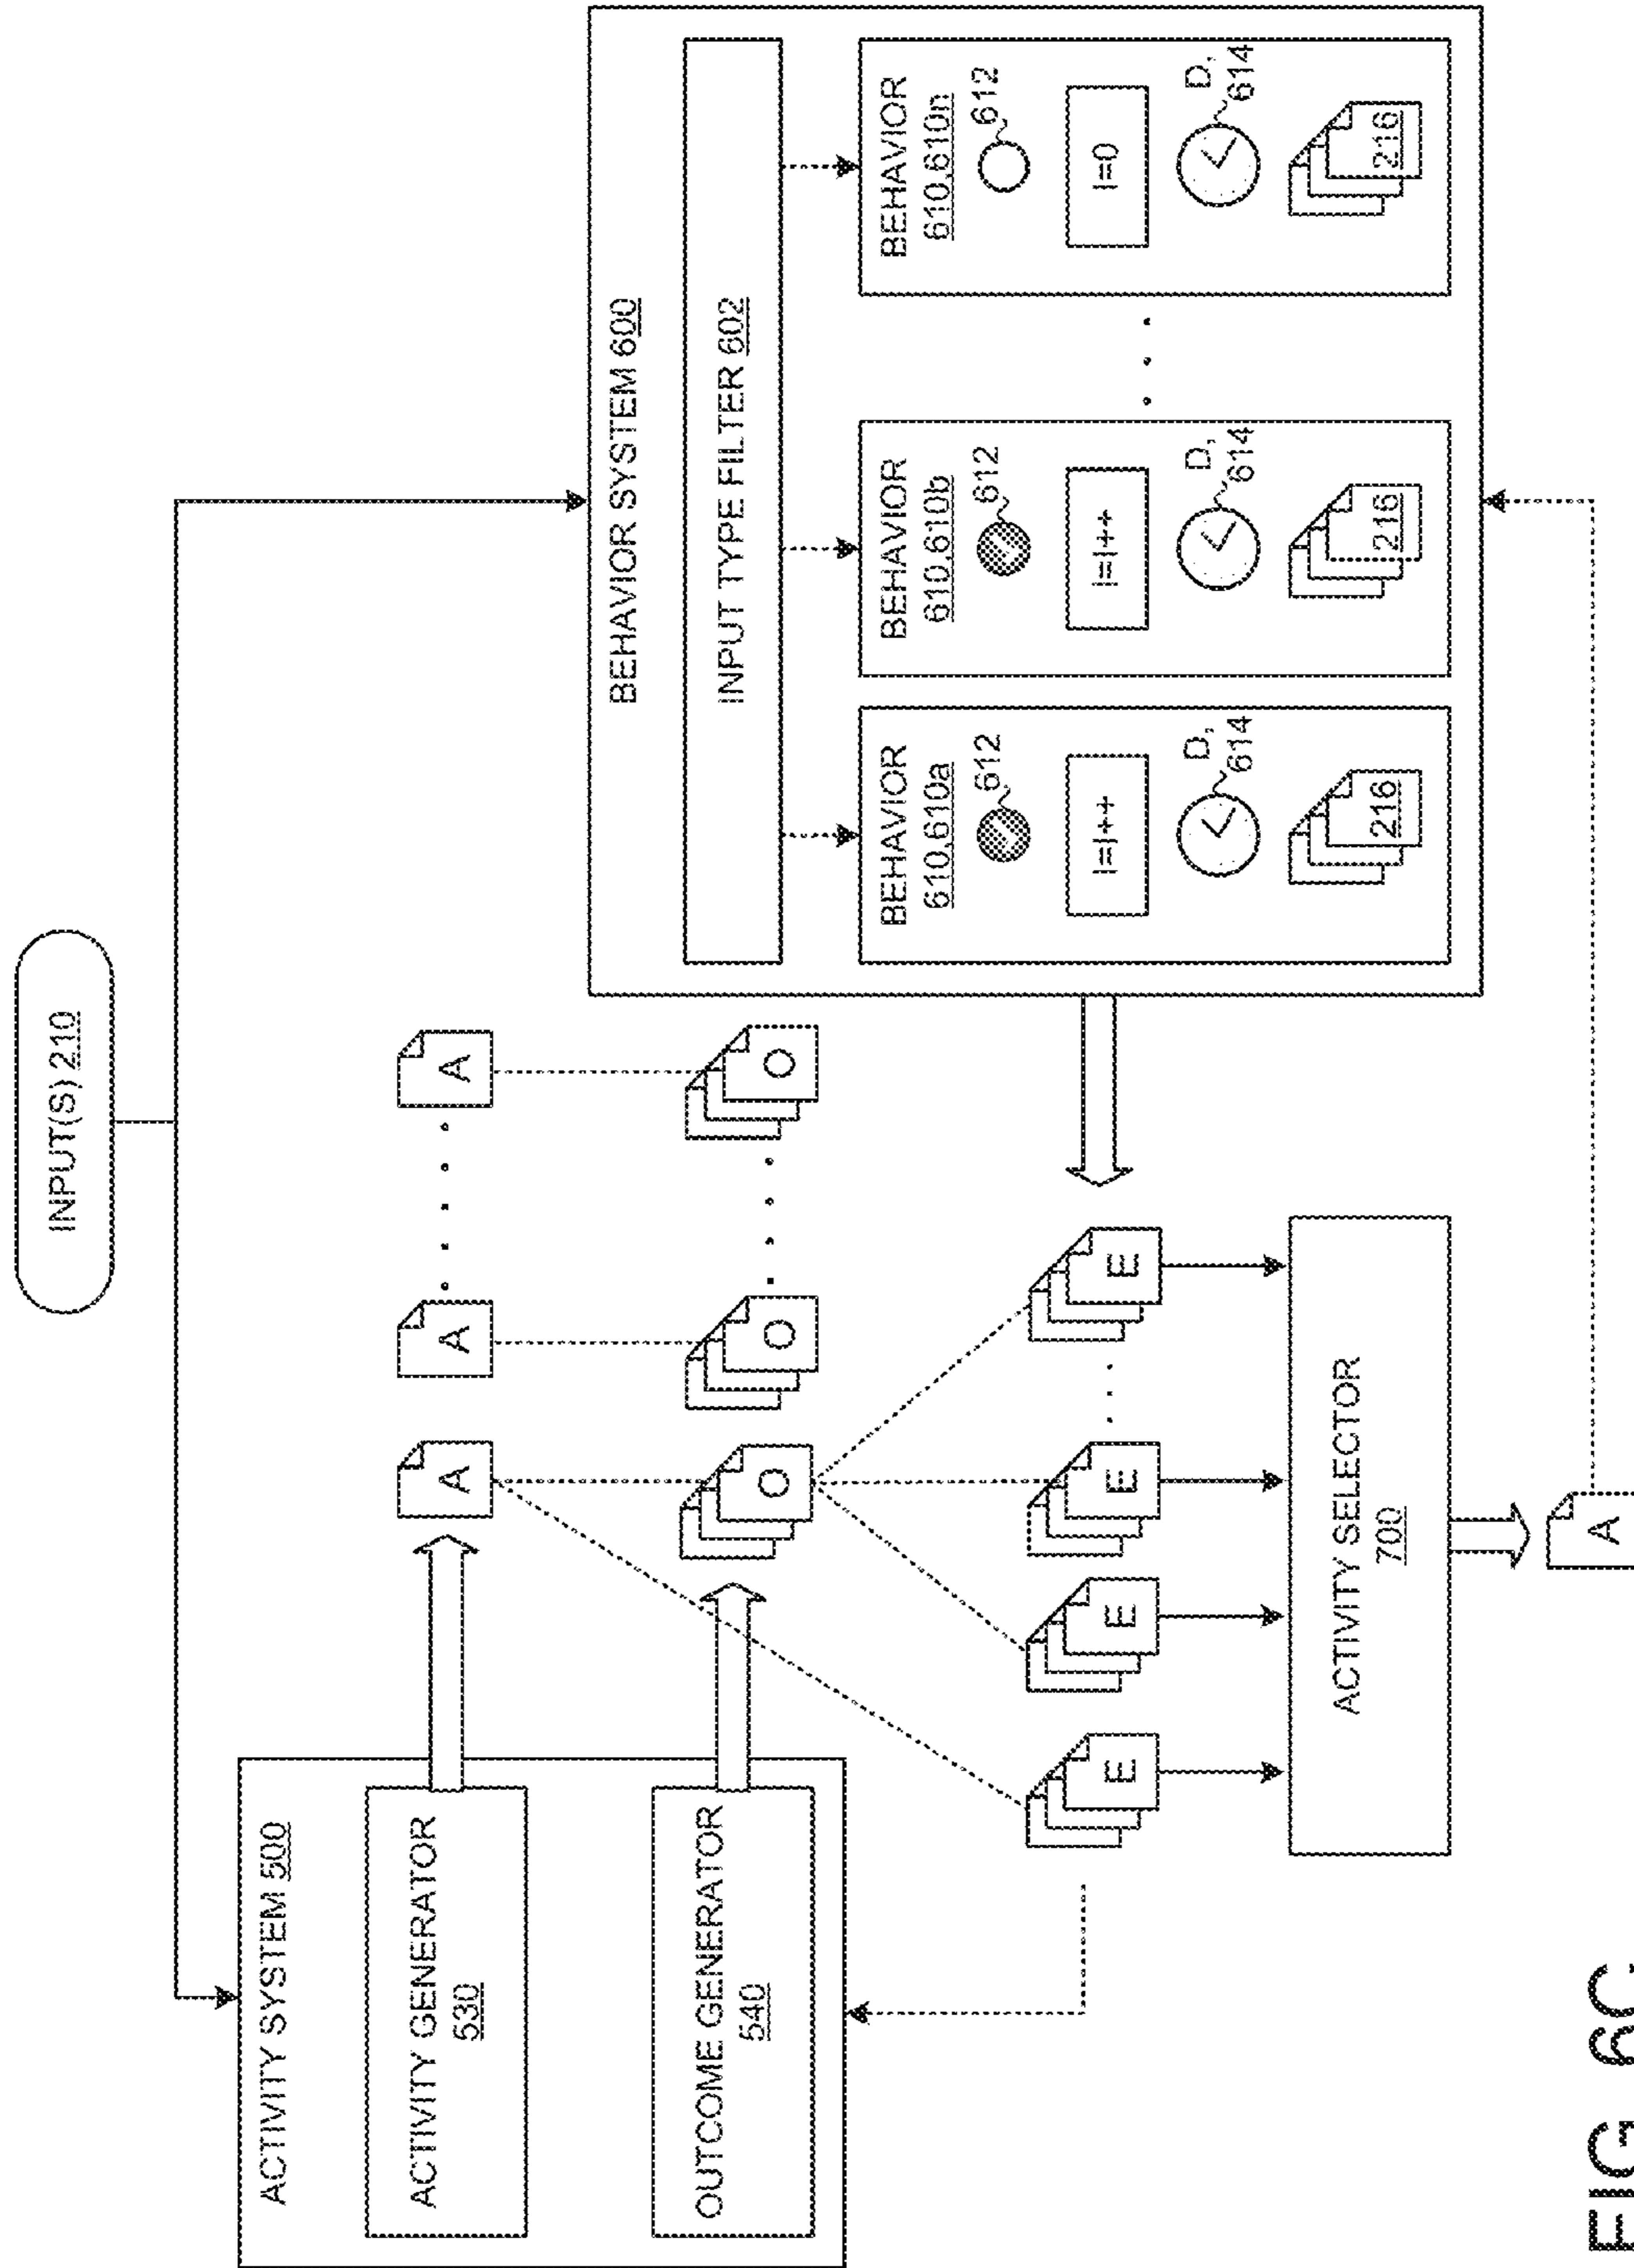 INPUT(S) 210
ACTIVITY SYSTEM 500
ACTIVITY GENERATOR
530
OUTCOME GENERATOR
540
A
A
. . . .
A
O
O
. . . .
O
E
E
E
. . .
E
ACTIVITY SELECTOR
700
A
BEHAVIOR SYSTEM 600
INPUT TYPE FILTER 602
BEHAVIOR
610,610a
612
I=I++
D,
614
216
BEHAVIOR
610,610b
612
I=I++
D,
614
216
. . . .
BEHAVIOR
610,610n
612
I=0
D,
614
216
FIG. 6C